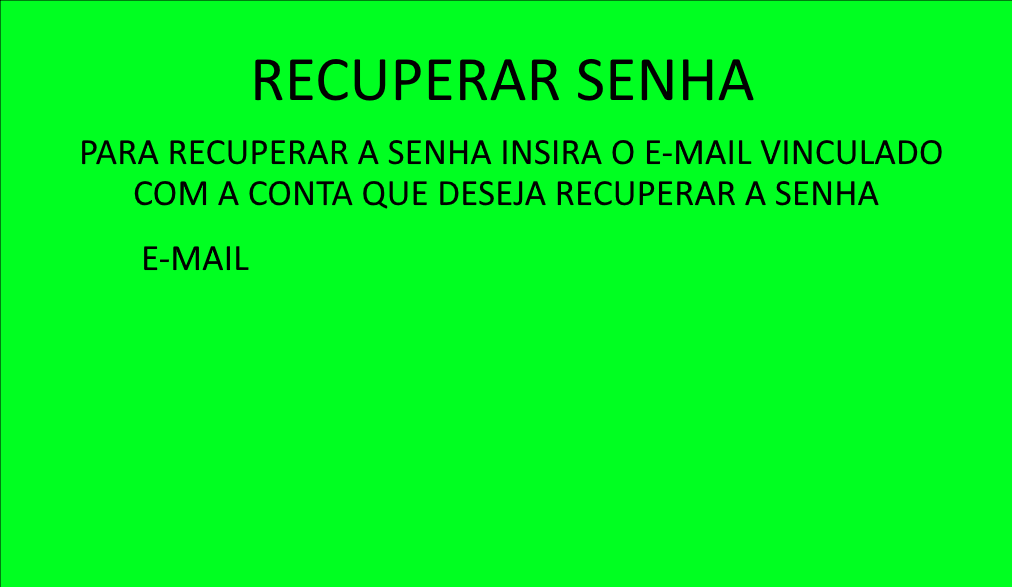 RECUPERAR SENHA
PARA RECUPERAR A SENHA INSIRA O E-MAIL VINCULADO
COM A CONTA QUE DESEJA RECUPERAR A SENHA
E-MAIL